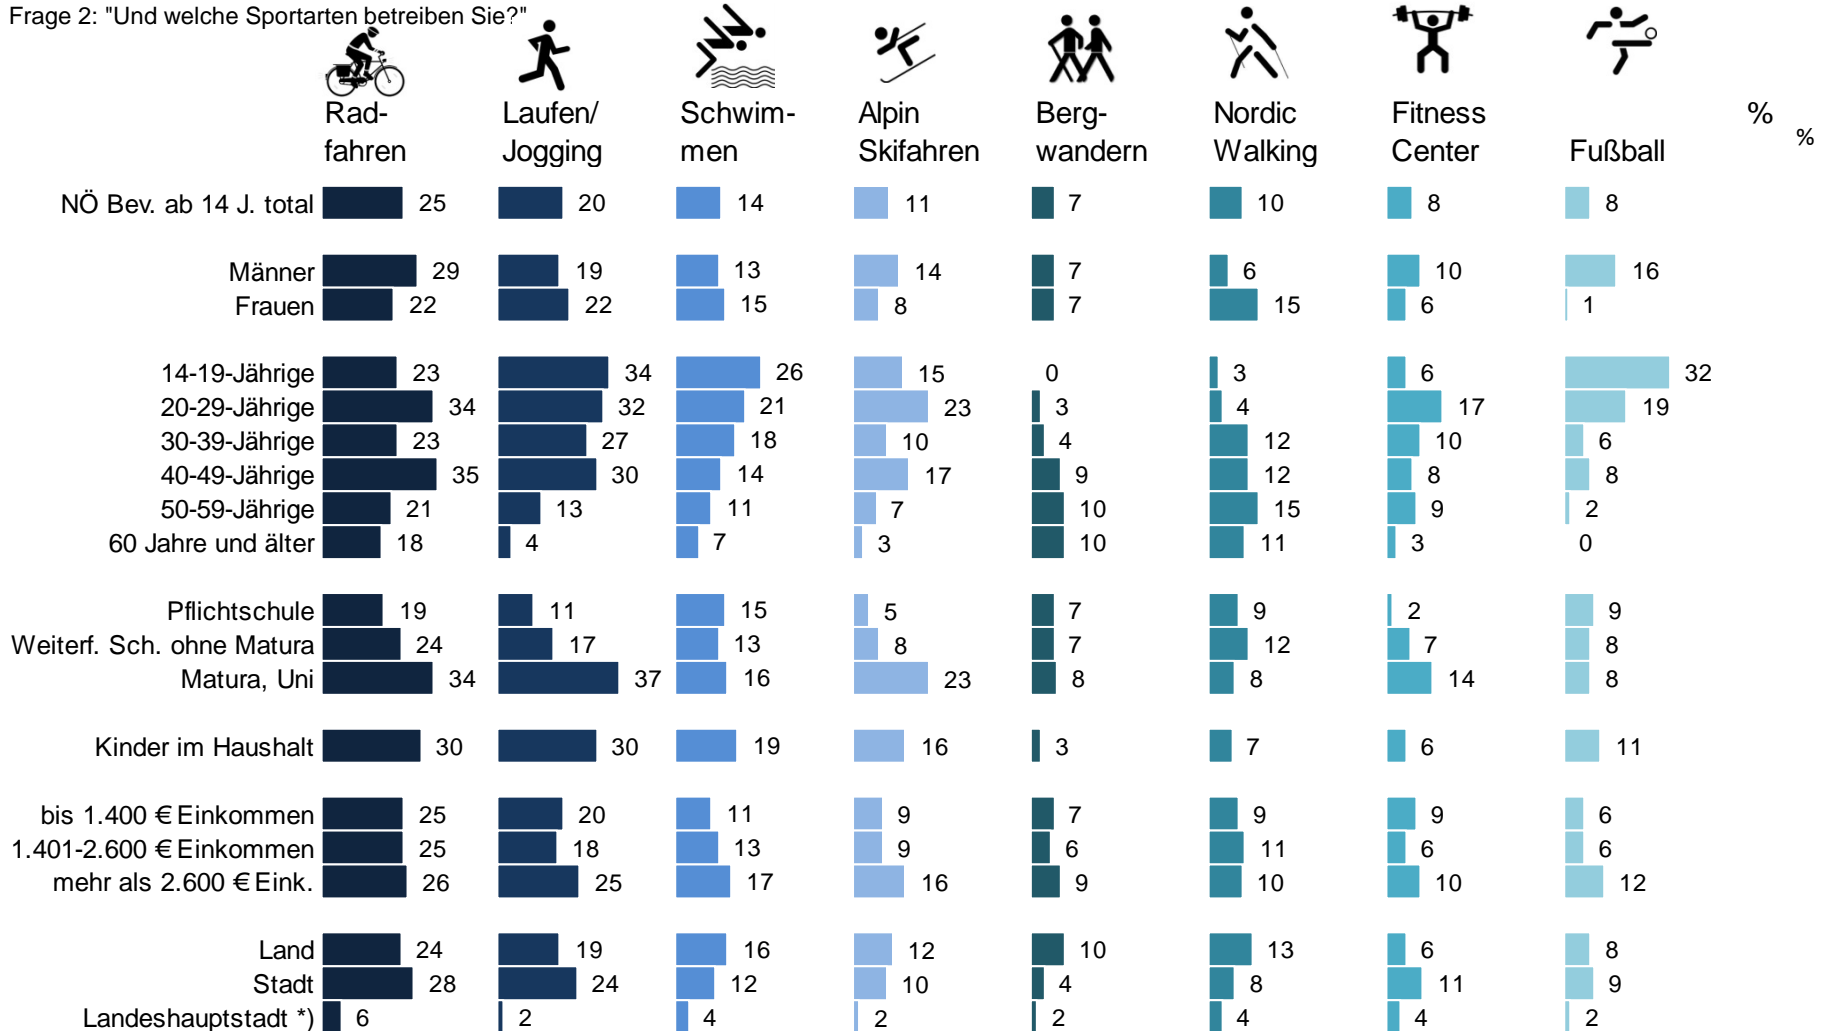 Frage 2: "Und welche Sportarten betreiben Sie?"
Rad- Laufen/ Schwim- Alpin Berg- Nordic Fitness %
fahren Jogging men Skifahren wandern Walking Center Fußball %
NÖ Bev. ab 14 J. total 25 20 14 11 7 10 8 8
Männer 29 19 13 14 7 6 10 16
Frauen 22 22 15 8 7 15 6 1
14-19-Jährige 23 34 26 15 0 3 6 32
20-29-Jährige 34 32 21 23 3 4 17 19
30-39-Jährige 23 27 18 10 4 12 10 6
40-49-Jährige 35 30 14 17 9 12 8 8
50-59-Jährige 21 13 11 7 10 15 9 2
60 Jahre und älter 18 4 7 3 10 11 3 0
Pflichtschule 19 11 15 5 7 9 2 9
Weiterf. Sch. ohne Matura 24 17 13 8 7 12 7 8
Matura, Uni 34 37 16 23 8 8 14 8
Kinder im Haushalt 30 30 19 16 3 7 6 11
bis 1.400 € Einkommen 25 20 11 9 7 9 9 6
1.401-2.600 € Einkommen 25 18 13 9 6 11 6 6
mehr als 2.600 € Eink. 26 25 17 16 9 10 10 12
Land 24 19 16 12 10 13 6 8
Stadt 28 24 12 10 4 8 11 9
Landeshauptstadt *) 6 2 4 2 2 4 4 2